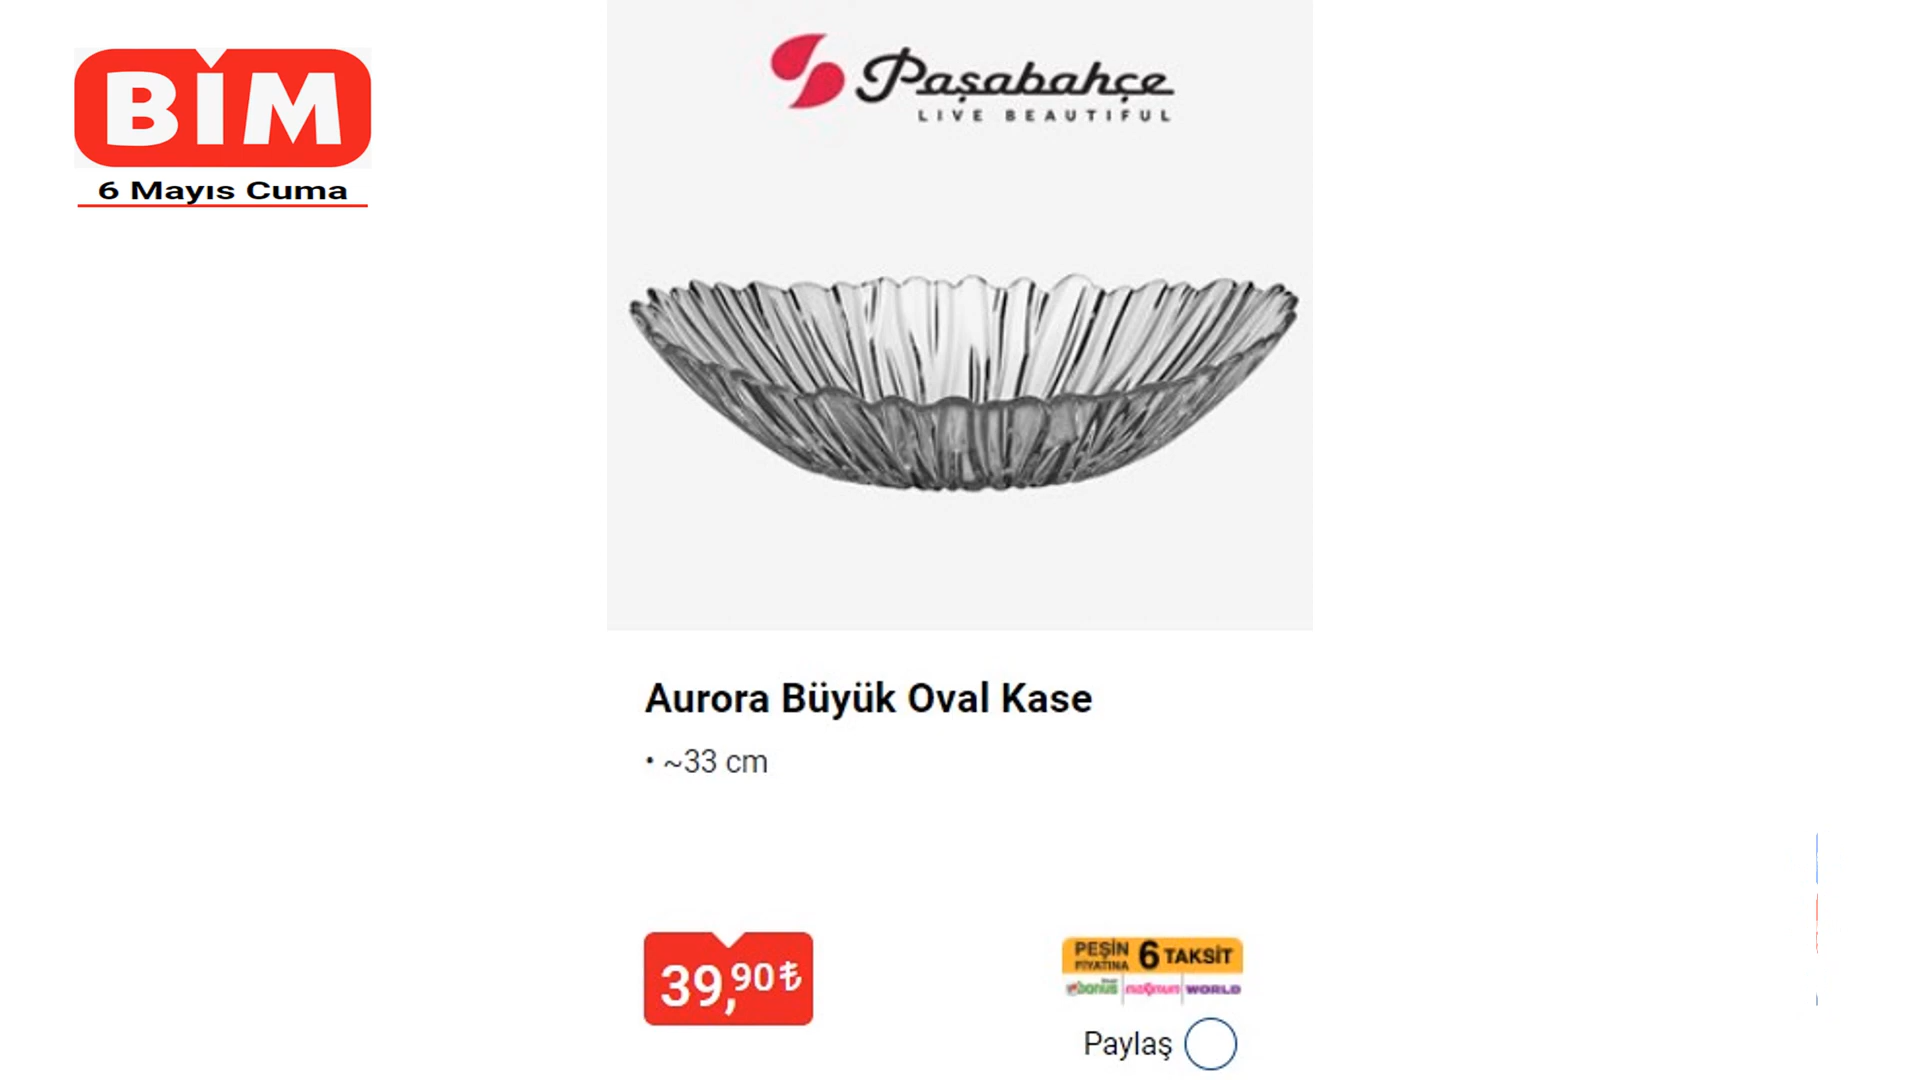 BİM
6 Mayıs Cuma
Paşabahçe
LIVE BEAUTIFUL
Aurora Büyük Oval Kase
• ~33 cm
39,90₺
PEŞİN FİYATINA 6 TAKSİT
bonus maximum WORLD
Paylaş